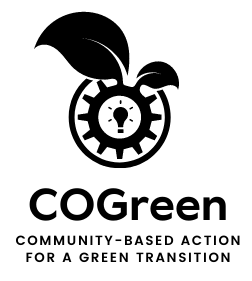 COGreen
COMMUNITY-BASED ACTION
FOR A GREEN TRANSITION